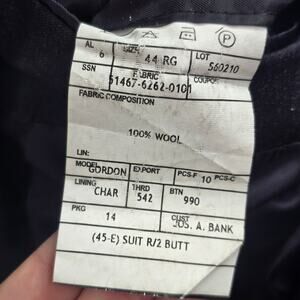 AL SIZE LOT
6 44 RG 560210
SSN FABRIC COUPON
51467-6262-0101
FABRIC COMPOSITION
100% WOOL
LIN:
MODEL EXPORT PCS-F 10 PCS-C
GORDON
LINING THRD BTN
CHAR 542 990
PKG CUST
14 JOS. A. BANK
(45-E) SUIT R/2 BUTT